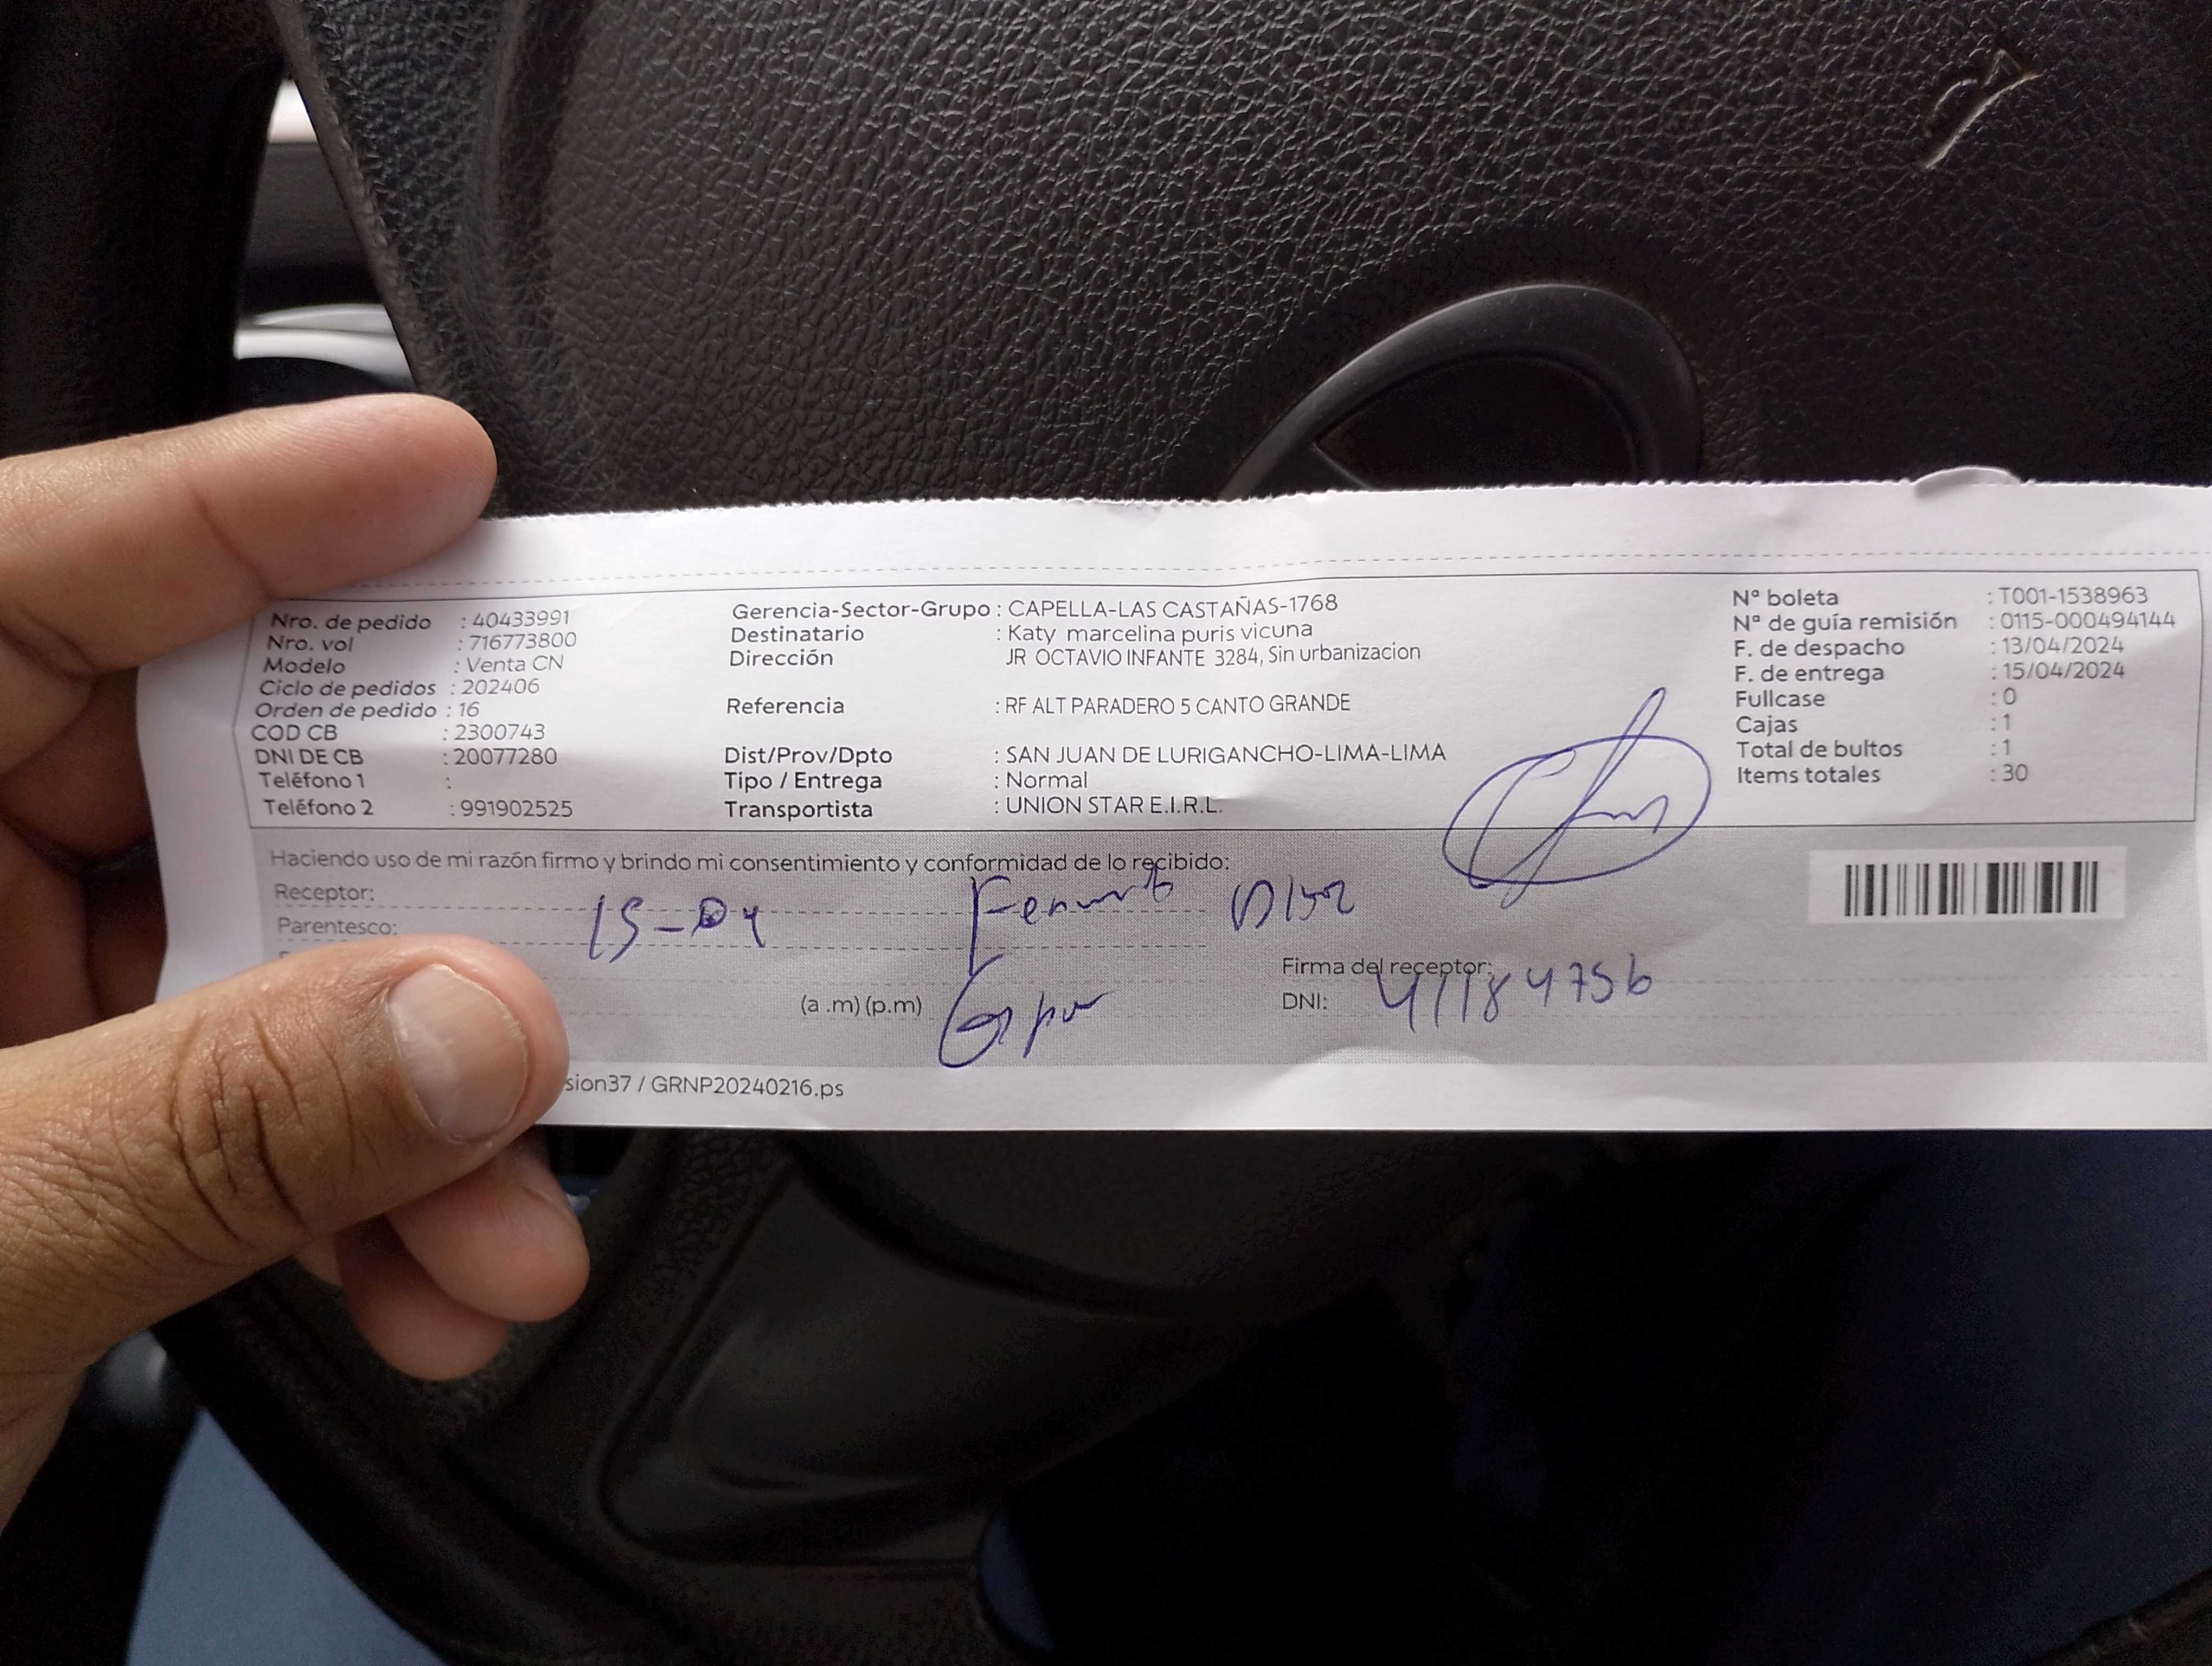 Nro. de pedido : 40433991
Nro. vol : 716773800
Modelo : Venta CN
Ciclo de pedidos : 202406
Orden de pedido : 16
COD CB : 2300743
DNI DE CB : 20077280
Teléfono 1 :
Teléfono 2 : 991902525
Gerencia-Sector-Grupo : CAPELLA-LAS CASTAÑAS-1768
Destinatario : Katy marcelina puris vicuna
Dirección JR OCTAVIO INFANTE 3284, Sin urbanizacion
Referencia : RF ALT PARADERO 5 CANTO GRANDE
Dist/Prov/Dpto : SAN JUAN DE LURIGANCHO-LIMA-LIMA
Tipo / Entrega : Normal
Transportista : UNION STAR E.I.R.L.
N° boleta : T001-1538963
N° de guía remisión : 0115-000494144
F. de despacho : 13/04/2024
F. de entrega : 15/04/2024
Fullcase : 0
Cajas : 1
Total de bultos : 1
Items totales : 30
Haciendo uso de mi razón firmo y brindo mi consentimiento y conformidad de lo recibido:
Receptor:
Parentesco:
15-04
(a .m) (p.m)
Firma del receptor:
DNI: 41184756
sion37 / GRNP20240216.ps